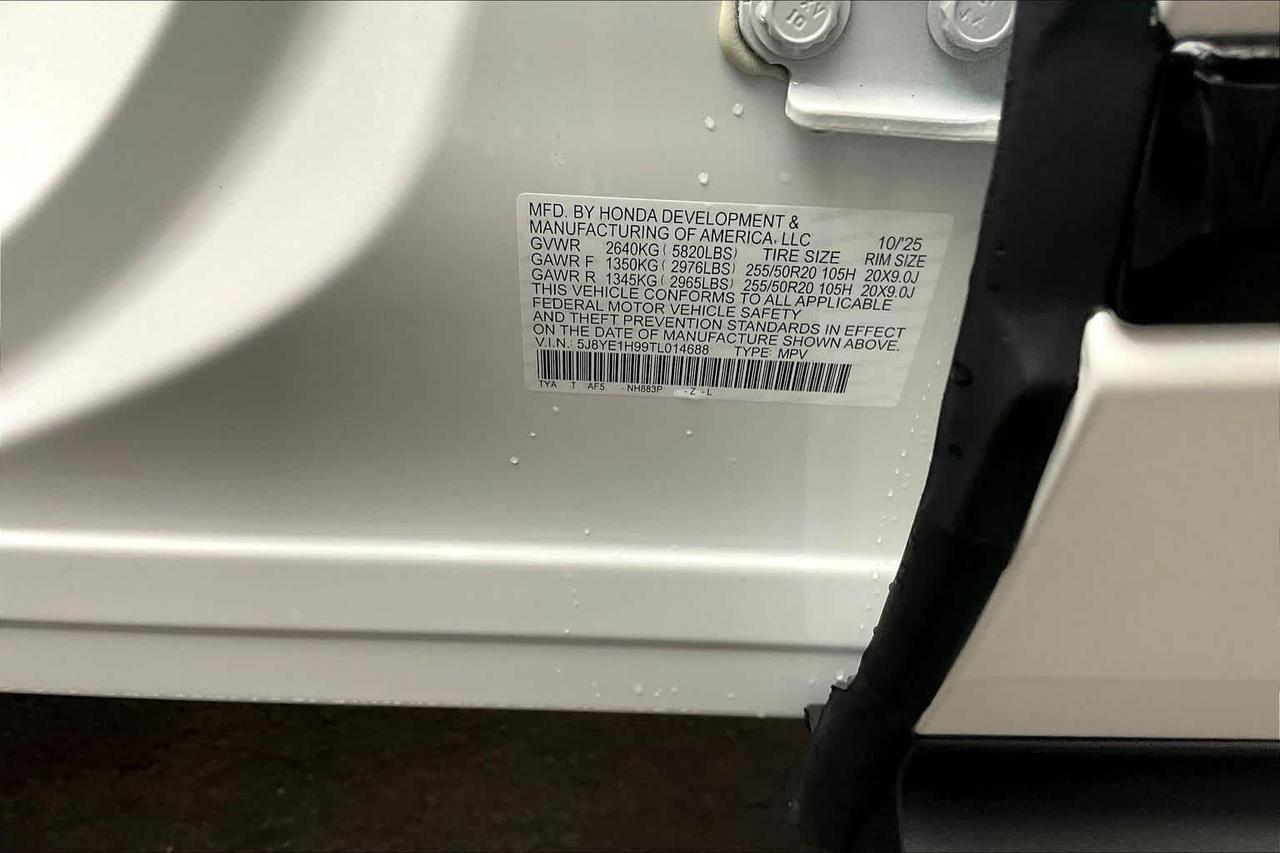 MFD. BY HONDA DEVELOPMENT &
MANUFACTURING OF AMERICA, LLC 10/'25
GVWR 2640KG ( 5820LBS) TIRE SIZE RIM SIZE
GAWR F 1350KG ( 2976LBS) 255/50R20 105H 20X9.0J
GAWR R 1345KG ( 2965LBS) 255/50R20 105H 20X9.0J
THIS VEHICLE CONFORMS TO ALL APPLICABLE
FEDERAL MOTOR VEHICLE SAFETY
AND THEFT PREVENTION STANDARDS IN EFFECT
ON THE DATE OF MANUFACTURE SHOWN ABOVE.
V.I.N.: 5J8YE1H99TL014688 TYPE: MPV
TYA T AF5 -NH883P -Z -L